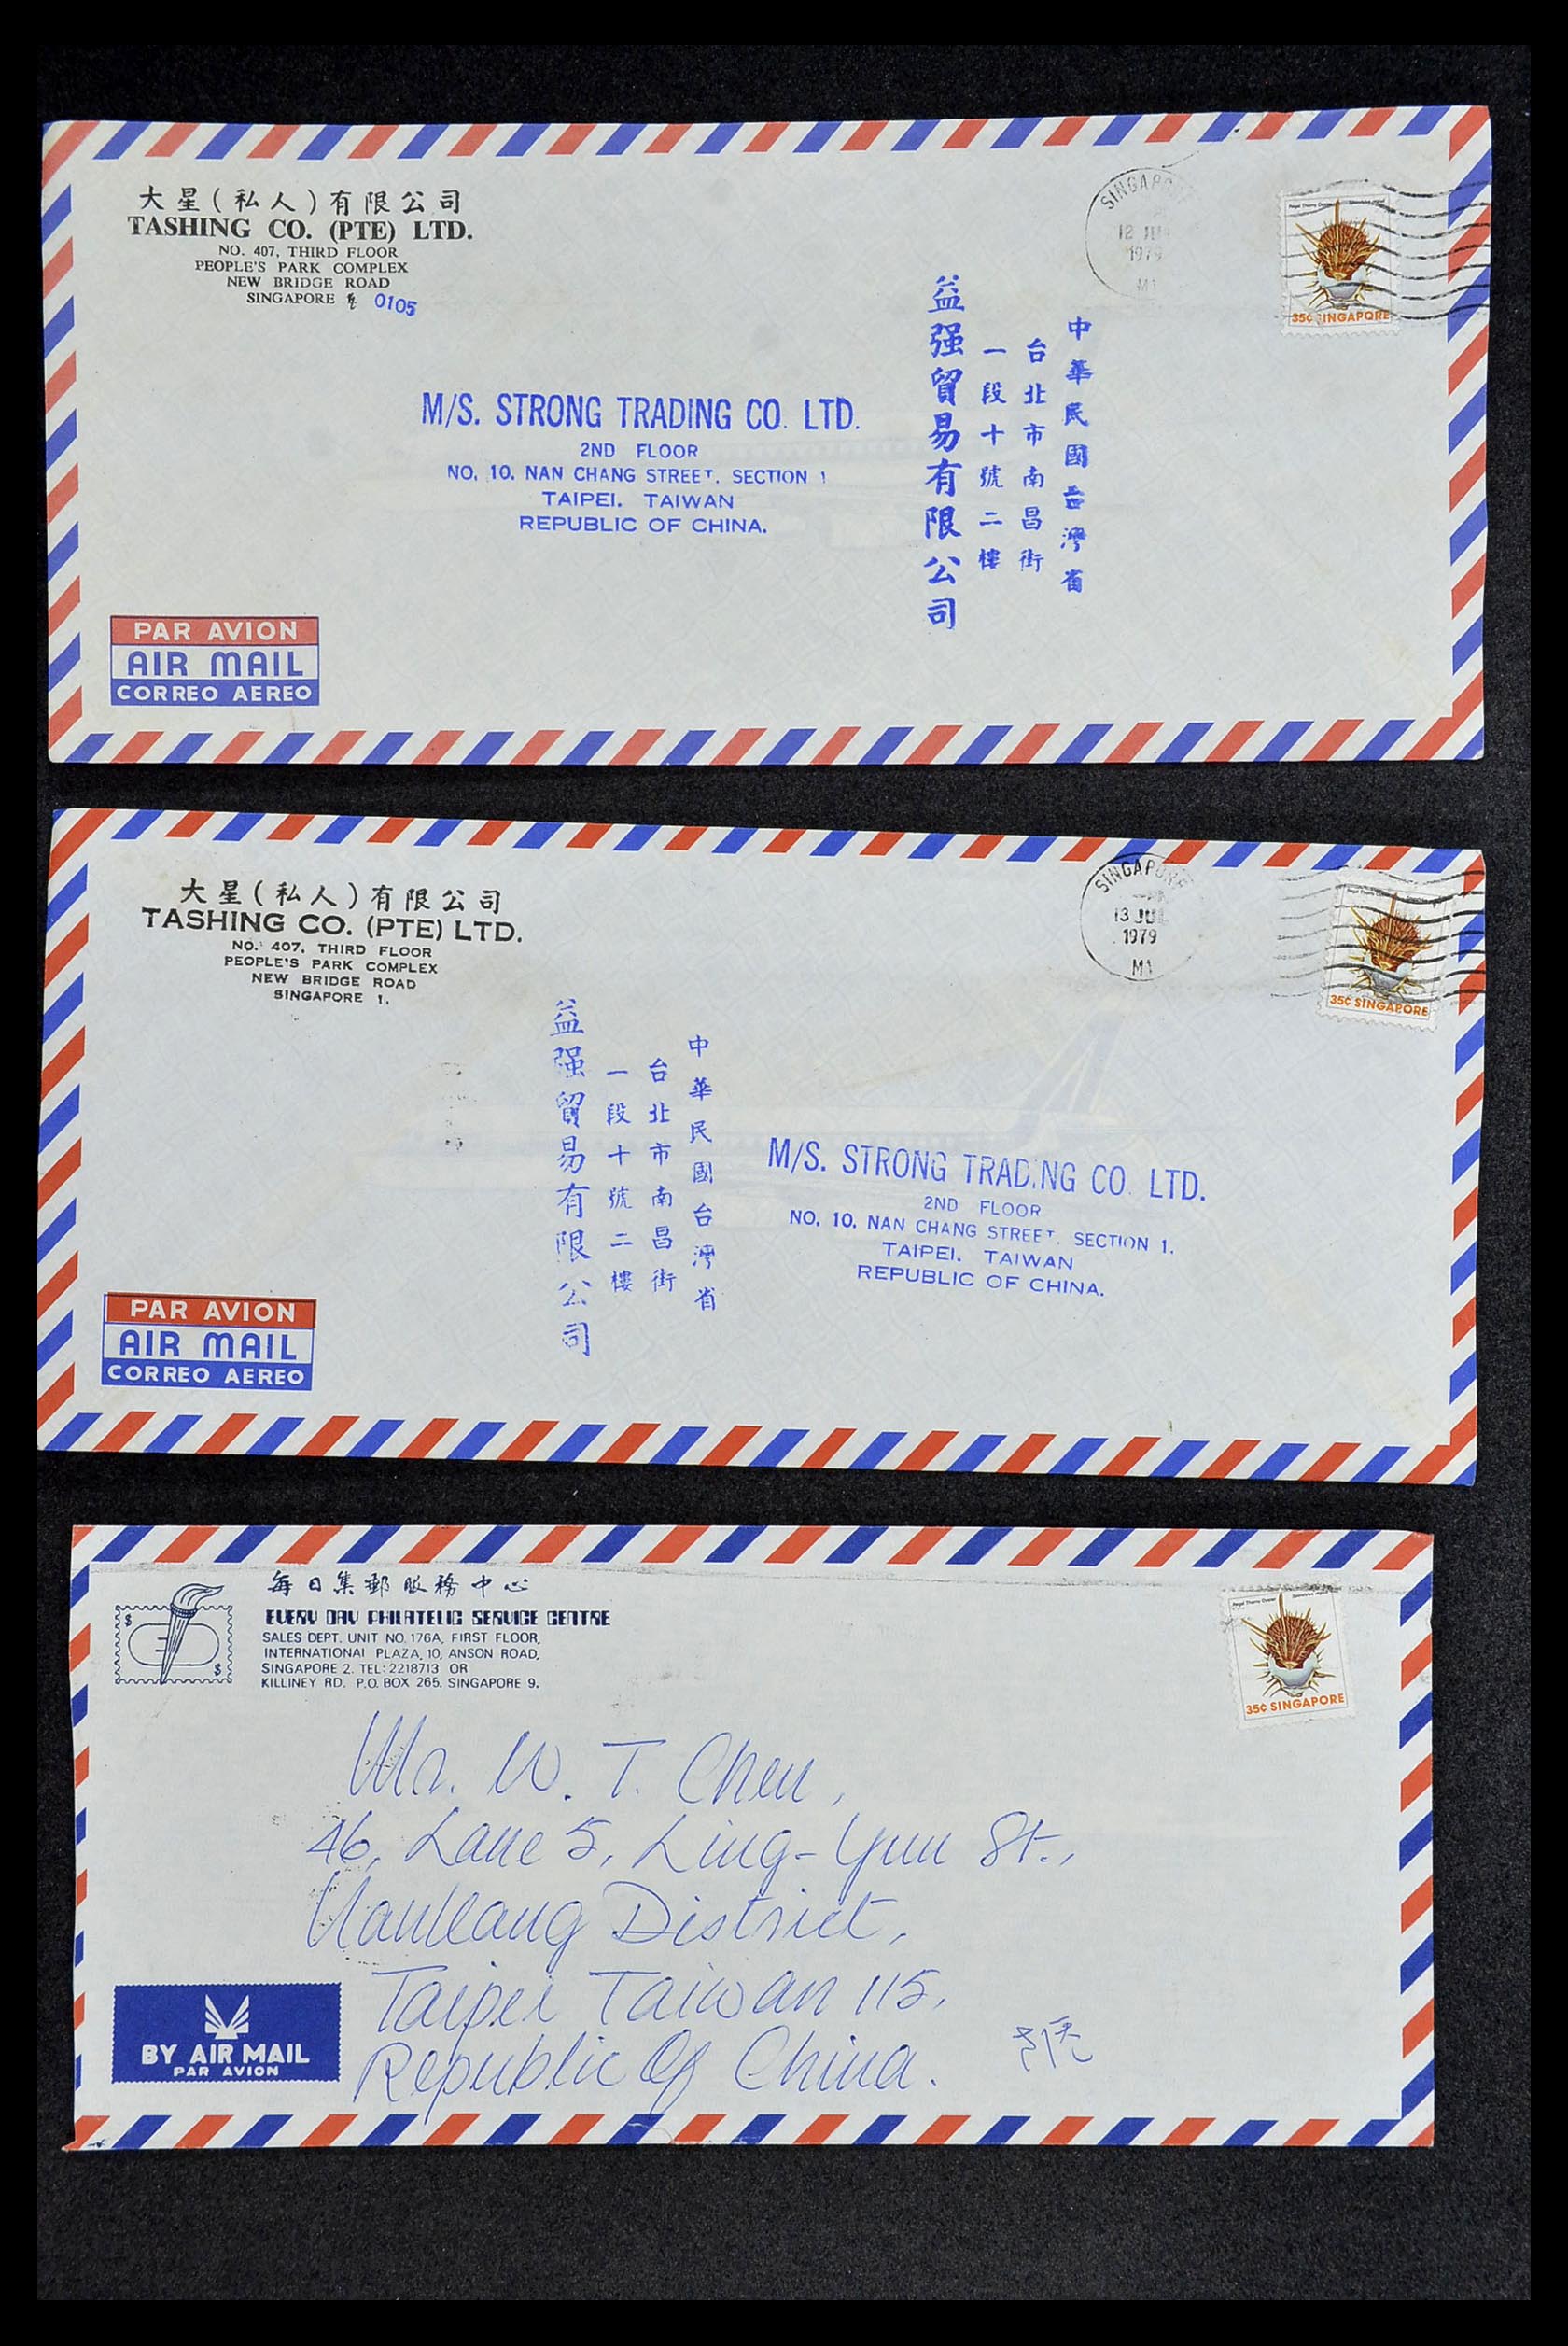 大星(私人)有限公司
TASHING CO. (PTE) LTD.
NO. 407, THIRD FLOOR
PEOPLE'S PARK COMPLEX
NEW BRIDGE ROAD
SINGAPORE 0105
SINGAPORE
12
1979
M1
35¢ SINGAPORE
M/S. STRONG TRADING CO. LTD.
2ND FLOOR
NO. 10. NAN CHANG STREET. SECTION 1
TAIPEI. TAIWAN
REPUBLIC OF CHINA.
中華民國台灣省
台北市南昌街
一段十號二樓
益强貿易有限公司
PAR AVION
AIR MAIL
CORREO AEREO
大星(私人)有限公司
TASHING CO. (PTE) LTD.
NO. 407, THIRD FLOOR
PEOPLE'S PARK COMPLEX
NEW BRIDGE ROAD
SINGAPORE 1.
SINGAPORE
13
1979
M1
35¢ SINGAPORE
中華民國台灣省
台北市南昌街
一段十號二樓
益强貿易有限公司
M/S. STRONG TRADING CO. LTD.
2ND FLOOR
NO. 10. NAN CHANG STREET. SECTION 1.
TAIPEI. TAIWAN
REPUBLIC OF CHINA.
PAR AVION
AIR MAIL
CORREO AEREO
每日集郵服務中心
EVERY DAY PHILATELIC SERVICE CENTRE
SALES DEPT. UNIT NO. 176A, FIRST FLOOR,
INTERNATIONAL PLAZA, 10, ANSON ROAD,
SINGAPORE 2. TEL: 2218713 OR
KILLINEY RD. P.O. BOX 265. SINGAPORE 9.
$
$
35¢ SINGAPORE
Mr. W. T. Chen,
46, Lane 5, Ling-Yun St.,
Nankang District,
Taipei Taiwan 115,
Republic Of China.
BY AIR MAIL
PAR AVION